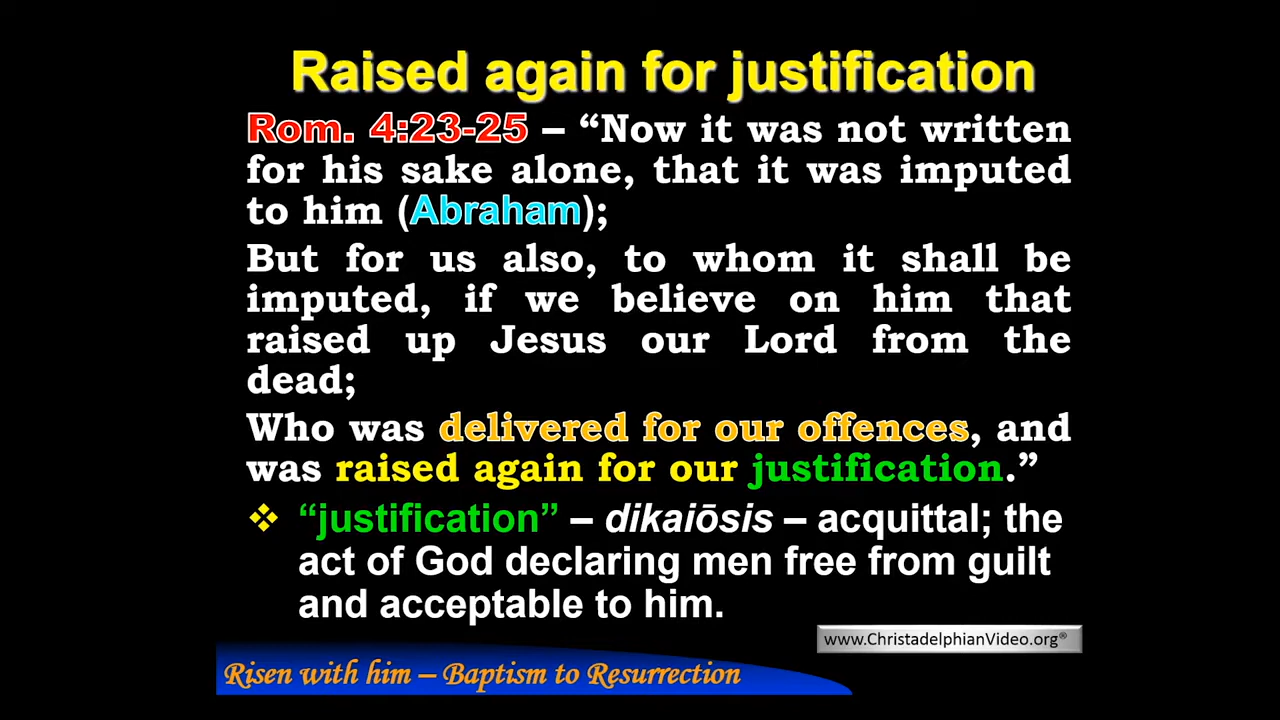 Raised again for justification
Rom. 4:23-25 – “Now it was not written
for his sake alone, that it was imputed
to him (Abraham);
But for us also, to whom it shall be
imputed, if we believe on him that
raised up Jesus our Lord from the
dead;
Who was delivered for our offences, and
was raised again for our justification.”
❖ “justification” – dikaiōsis – acquittal; the
act of God declaring men free from guilt
and acceptable to him.
www.ChristadelphianVideo.org®
Risen with him – Baptism to Resurrection